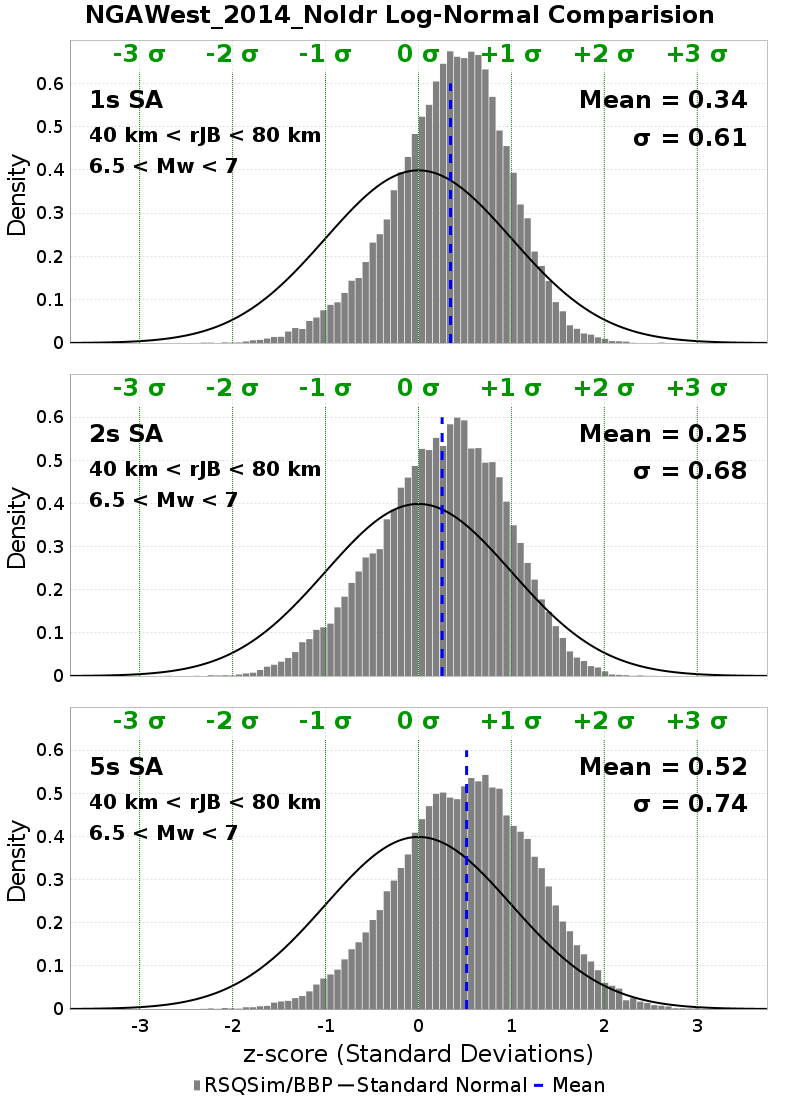 NGAWest_2014_NoIdr Log-Normal Comparision
-3 σ -2 σ -1 σ 0 σ +1 σ +2 σ +3 σ
1s SA
40 km < rJB < 80 km
6.5 < Mw < 7
Mean = 0.34
σ = 0.61
Density
0.6
0.5
0.4
0.3
0.2
0.1
0
-3 σ -2 σ -1 σ 0 σ +1 σ +2 σ +3 σ
2s SA
40 km < rJB < 80 km
6.5 < Mw < 7
Mean = 0.25
σ = 0.68
Density
0.6
0.5
0.4
0.3
0.2
0.1
0
-3 σ -2 σ -1 σ 0 σ +1 σ +2 σ +3 σ
5s SA
40 km < rJB < 80 km
6.5 < Mw < 7
Mean = 0.52
σ = 0.74
Density
0.6
0.5
0.4
0.3
0.2
0.1
0
-3 -2 -1 0 1 2 3
z-score (Standard Deviations)
RSQSim/BBP Standard Normal Mean